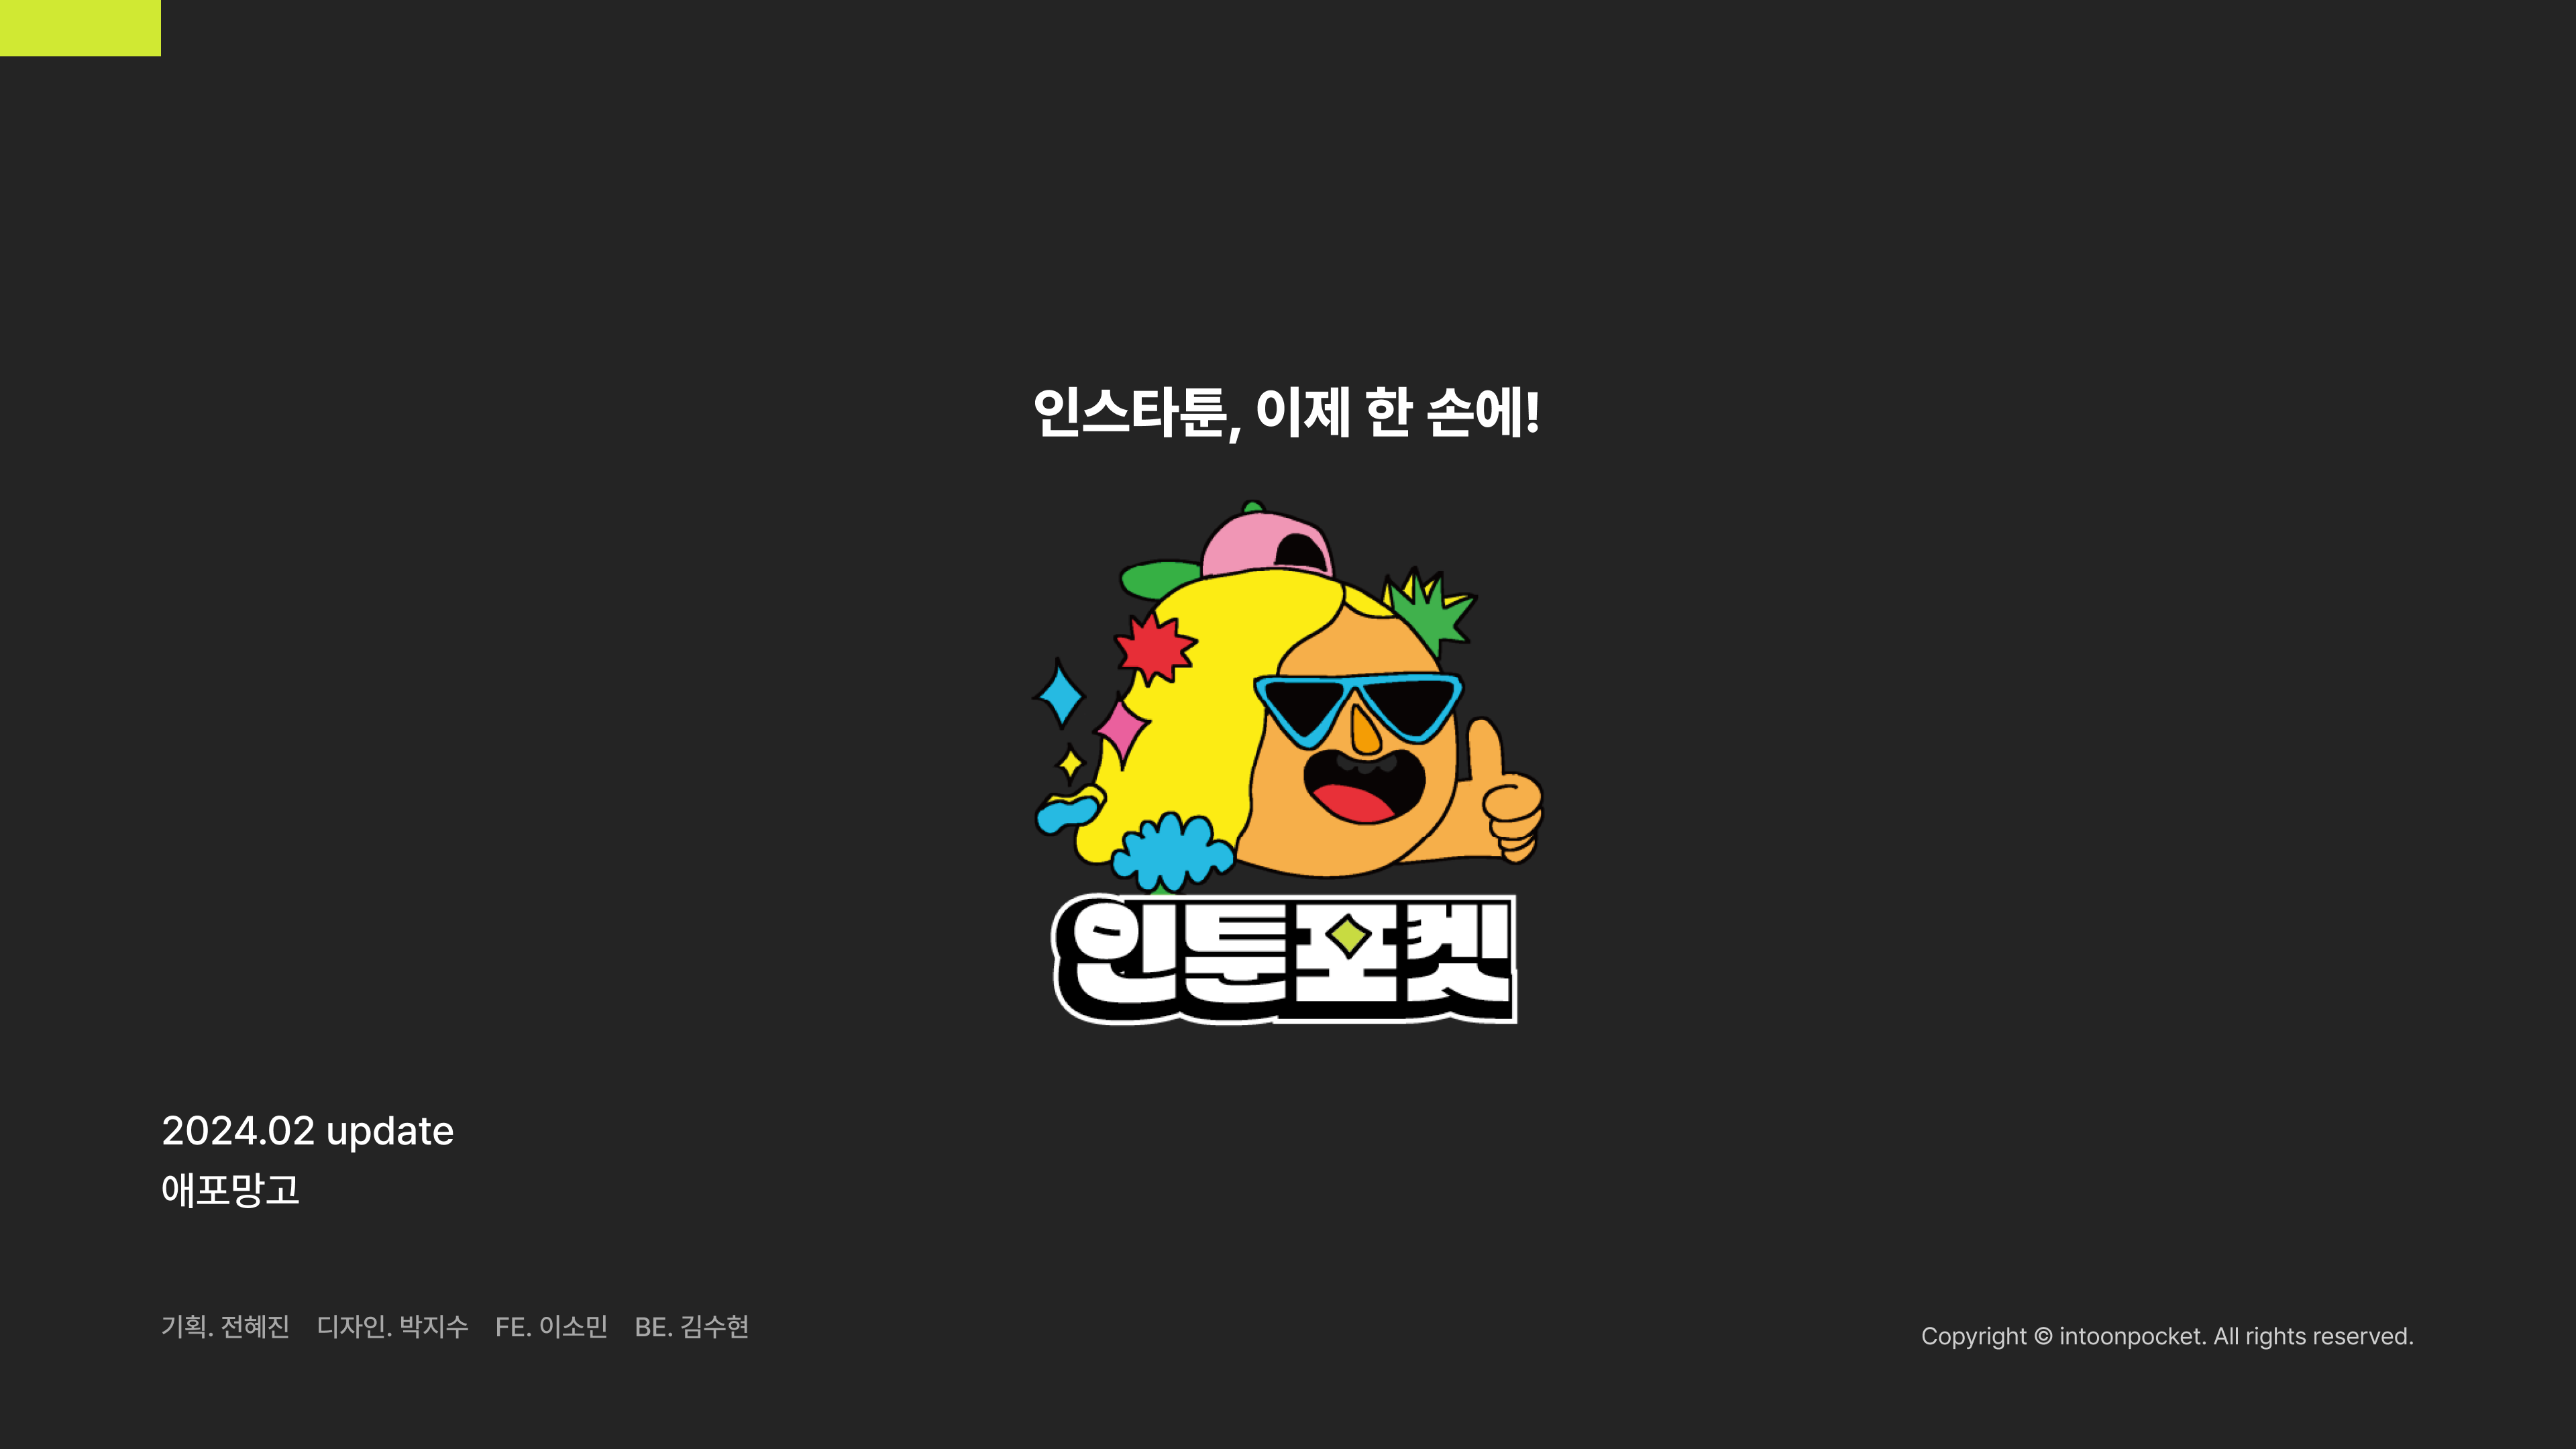 인스타툰, 이제 한 손에!
인툰포켓
2024.02 update
애포망고
기획. 전혜진 디자인. 박지수 FE. 이소민 BE. 김수현
Copyright © intoonpocket. All rights reserved.